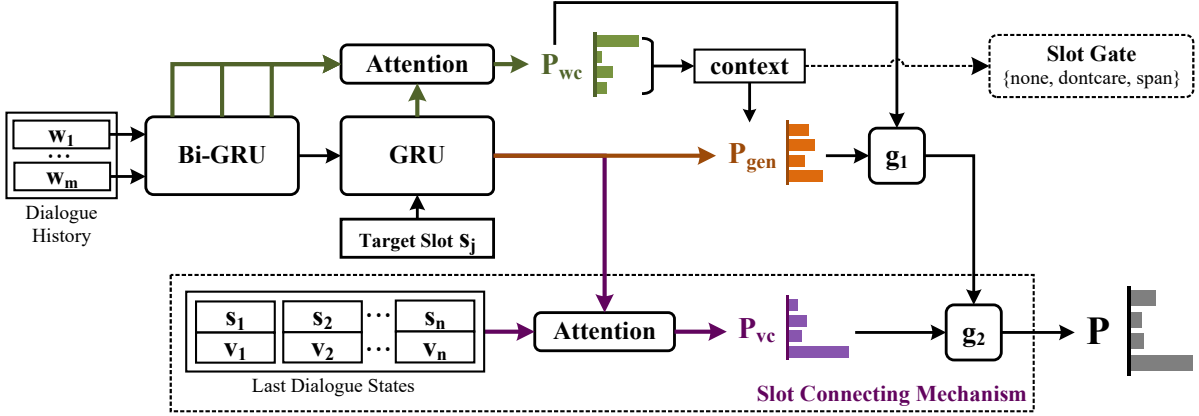 Attention
P_wc
context
Slot Gate
{none, dontcare, span}
w_1
...
w_m
Dialogue
History
Bi-GRU
GRU
P_gen
g_1
Target Slot s_j
s_1 s_2 ... s_n
v_1 v_2 ... v_n
Last Dialogue States
Attention
P_vc
g_2
P
Slot Connecting Mechanism